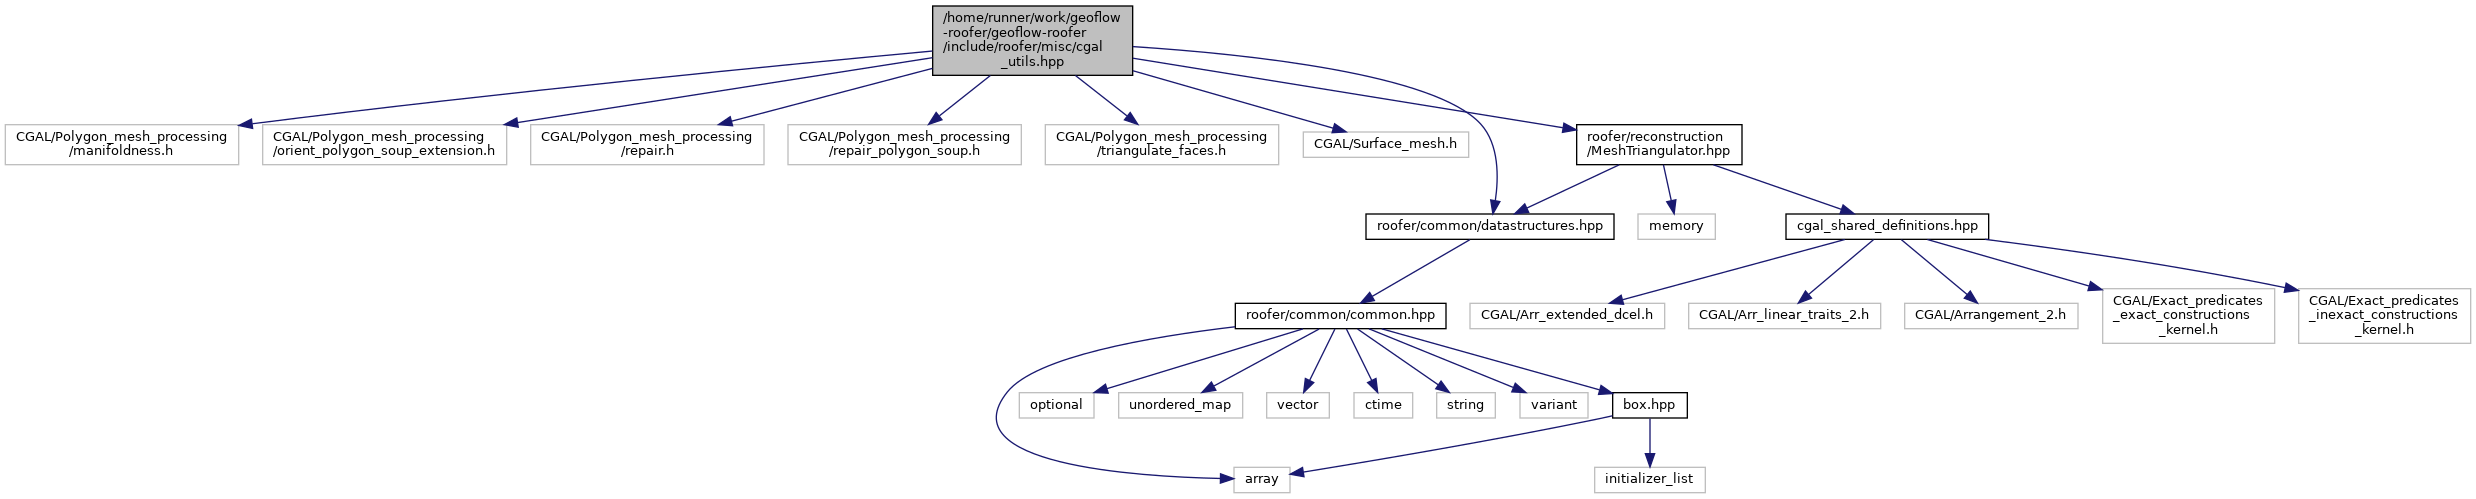 /home/runner/work/geoflow
-roofer/geoflow-roofer
/include/roofer/misc/cgal
_utils.hpp
CGAL/Polygon_mesh_processing
/manifoldness.h
CGAL/Polygon_mesh_processing
/orient_polygon_soup_extension.h
CGAL/Polygon_mesh_processing
/repair.h
CGAL/Polygon_mesh_processing
/repair_polygon_soup.h
CGAL/Polygon_mesh_processing
/triangulate_faces.h
CGAL/Surface_mesh.h
roofer/reconstruction
/MeshTriangulator.hpp
roofer/common/datastructures.hpp
memory
cgal_shared_definitions.hpp
roofer/common/common.hpp
CGAL/Arr_extended_dcel.h
CGAL/Arr_linear_traits_2.h
CGAL/Arrangement_2.h
CGAL/Exact_predicates
_exact_constructions
_kernel.h
CGAL/Exact_predicates
_inexact_constructions
_kernel.h
optional
unordered_map
vector
ctime
string
variant
box.hpp
array
initializer_list